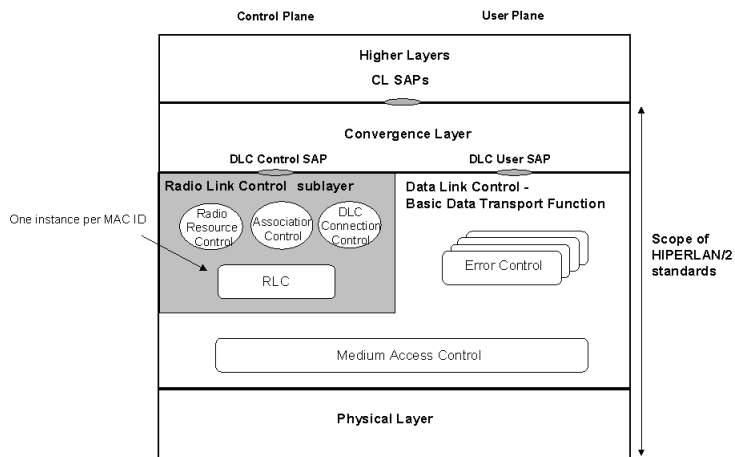 Control Plane
User Plane
Higher Layers
CL SAPs
Convergence Layer
DLC Control SAP
DLC User SAP
Radio Link Control sublayer
Data Link Control -
Basic Data Transport Function
One instance per MAC ID
Radio
Resource
Control
Association
Control
DLC
Connection
Control
Error Control
Scope of
HIPERLAN/2
standards
RLC
Medium Access Control
Physical Layer